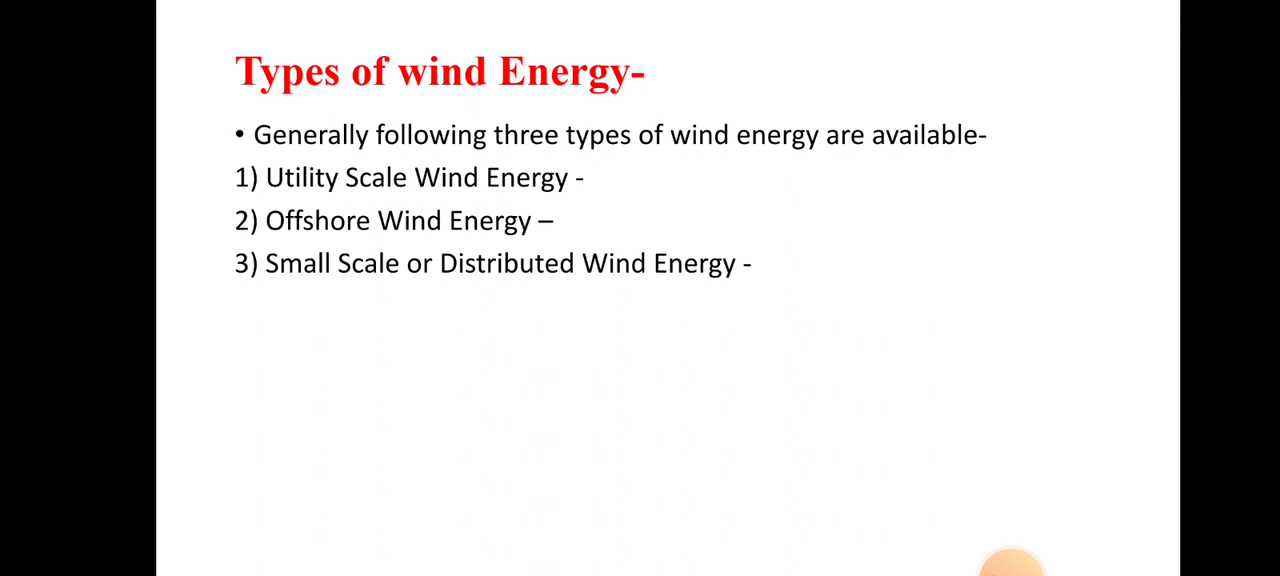 Types of wind Energy-
• Generally following three types of wind energy are available-
1) Utility Scale Wind Energy -
2) Offshore Wind Energy –
3) Small Scale or Distributed Wind Energy -